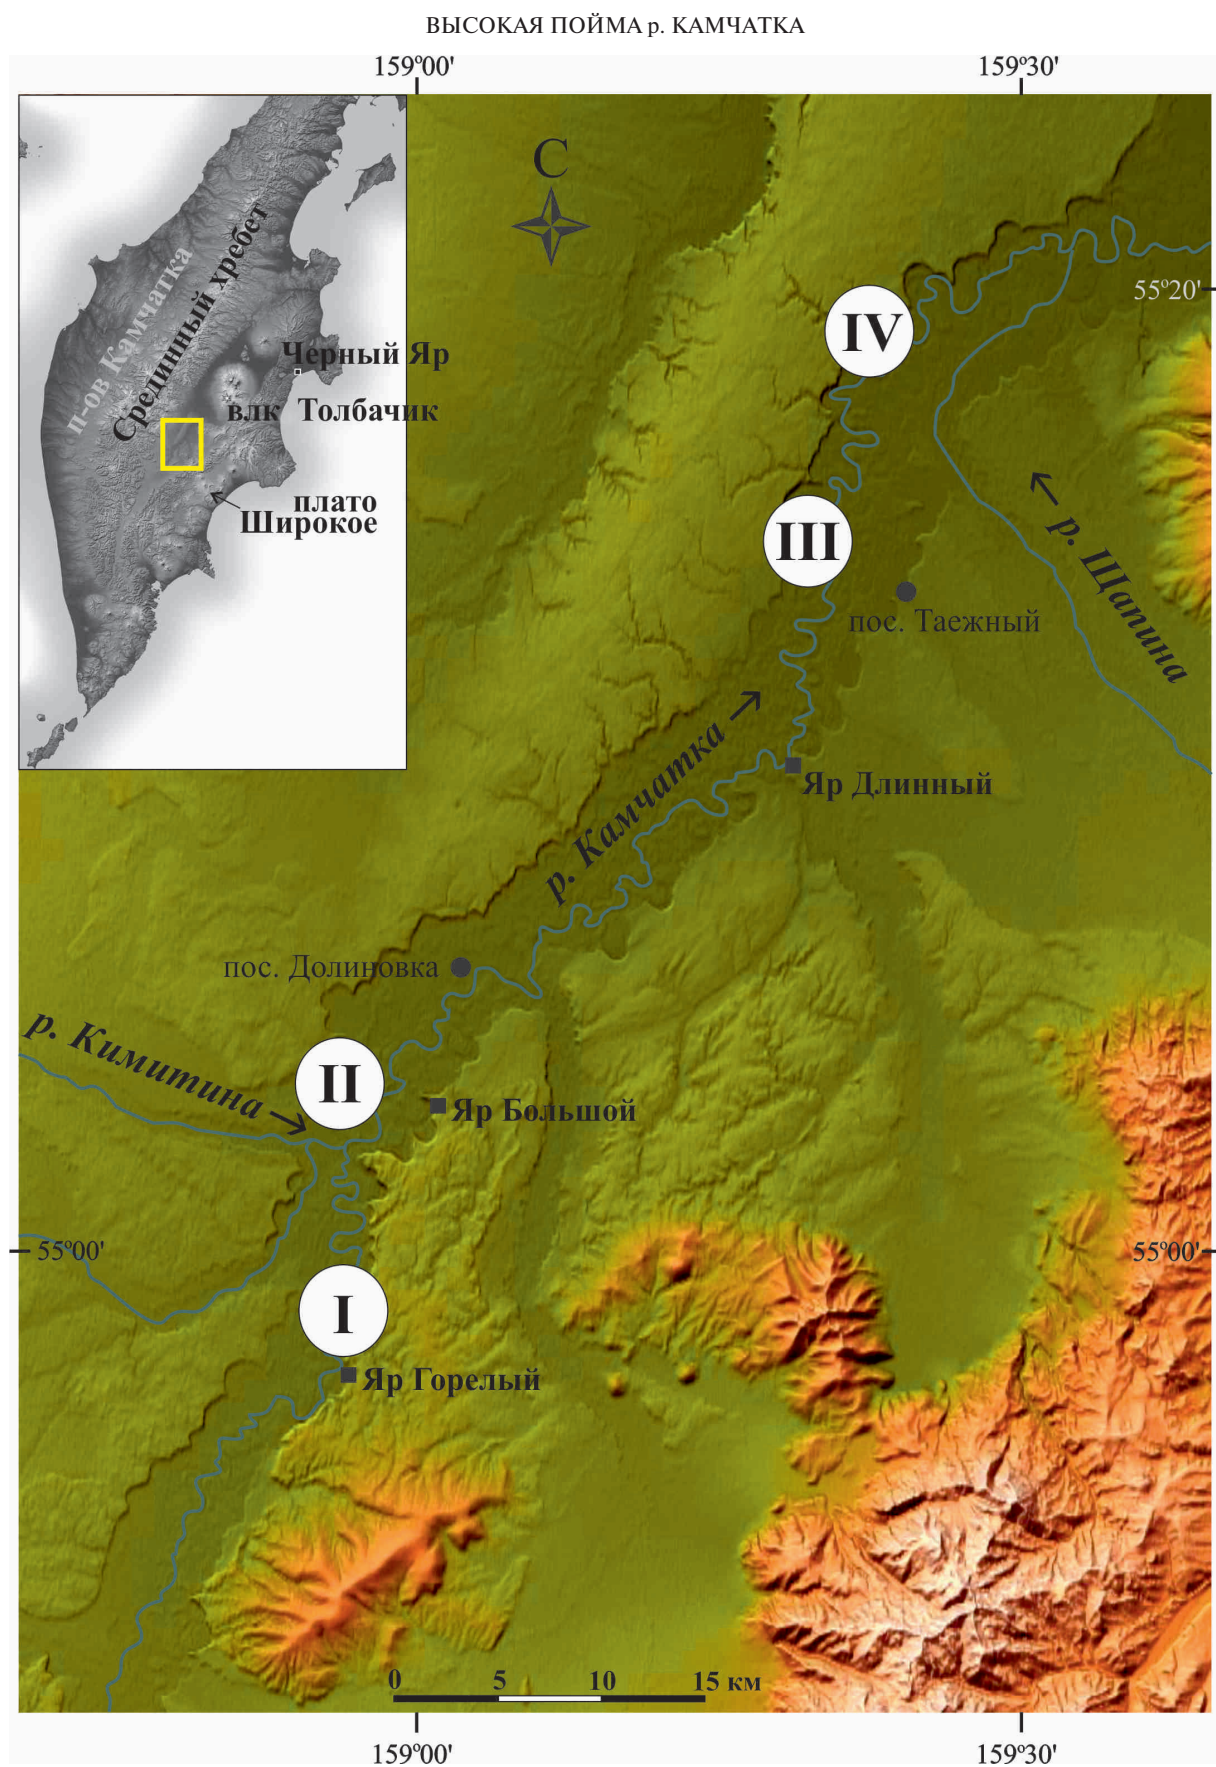 ВЫСОКАЯ ПОЙМА р. КАМЧАТКА
159º00'
159º30'
С
п-ов Камчатка
Срединный хребет
Черный Яр
влк Толбачик
плато
Широкое
55º20'
IV
III
р. Щапина
пос. Таежный
р. Камчатка
Яр Длинный
пос. Долиновка
р. Кимитина
II
Яр Большой
55º00'
55º00'
I
Яр Горелый
0 5 10 15 км
159º00'
159º30'